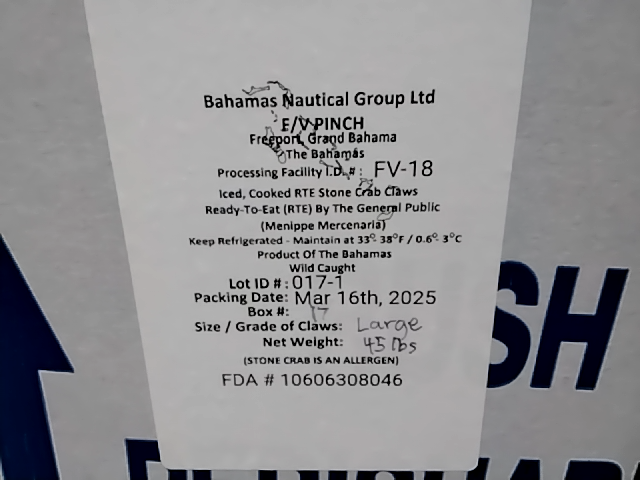 Bahamas Nautical Group Ltd
F/V PINCH
Freeport, Grand Bahama
The Bahamas
Processing Facility I.D. #: FV-18
Iced, Cooked RTE Stone Crab Claws
Ready-To-Eat (RTE) By The General Public
(Menippe Mercenaria)
Keep Refrigerated - Maintain at 33°- 38°F / 0.6°- 3°C
Product Of The Bahamas
Wild Caught
Lot ID #: 017-1
Packing Date: Mar 16th, 2025
Box #: 17
Size / Grade of Claws: Large
Net Weight: 45 lbs
(STONE CRAB IS AN ALLERGEN)
FDA # 10606308046